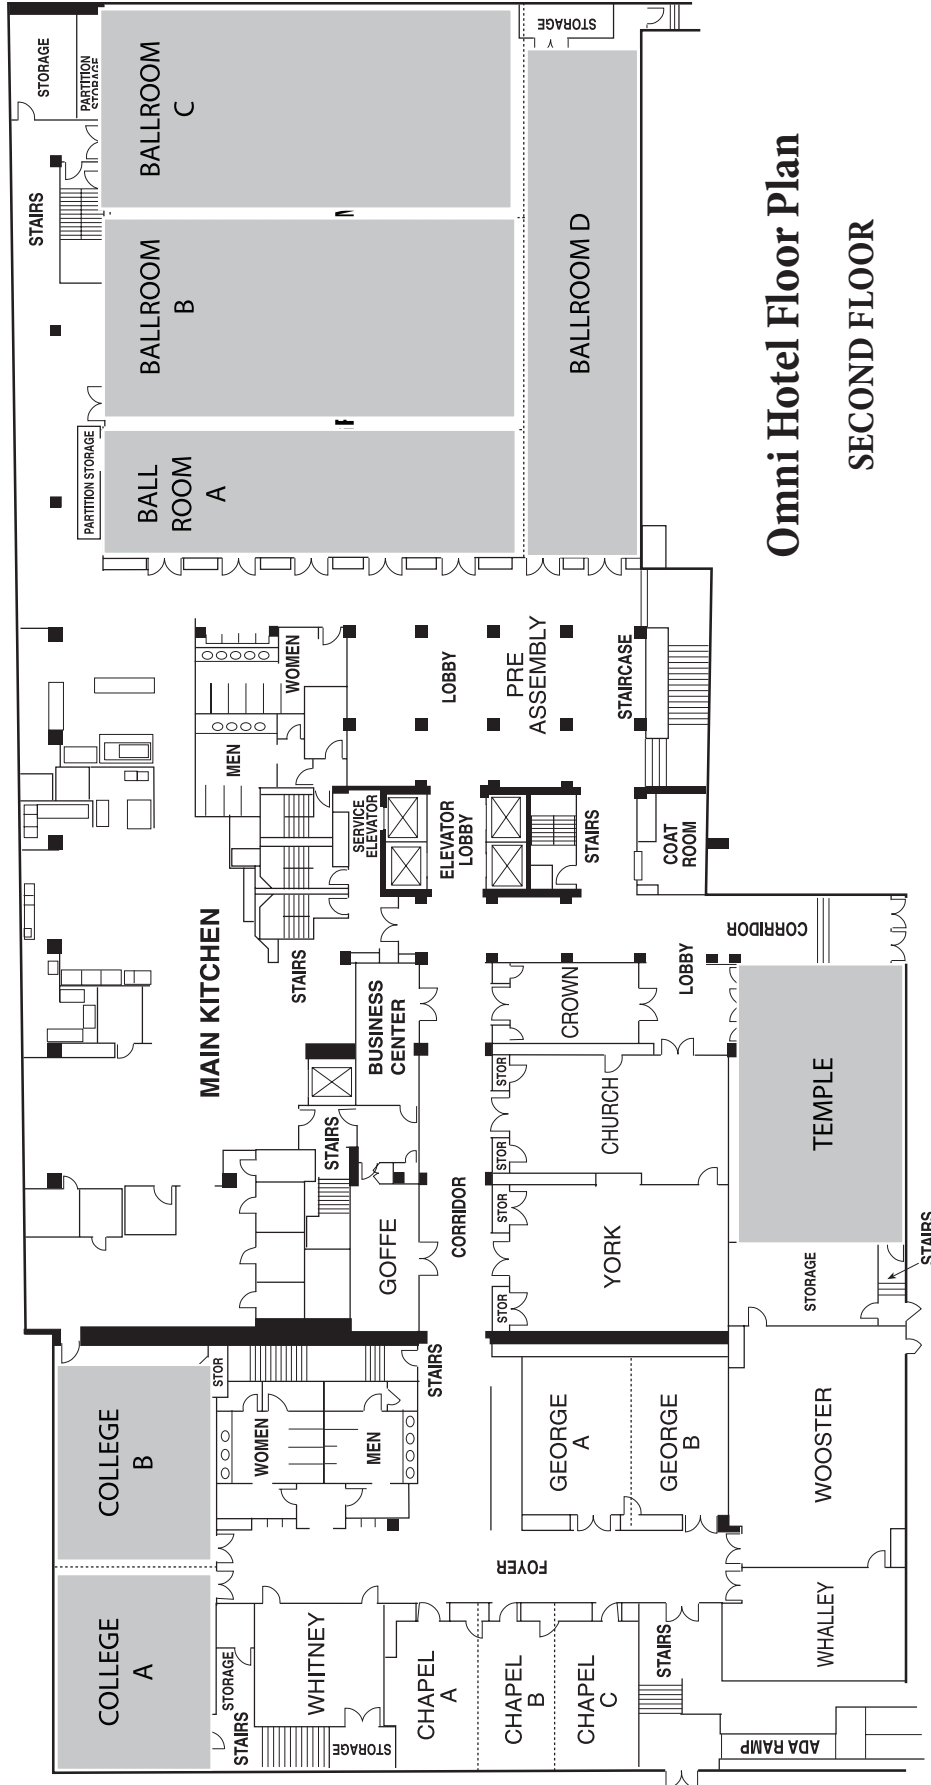 Omni Hotel Floor Plan
SECOND FLOOR
STORAGE
PARTITION
STORAGE
BALLROOM
C
STORAGE
STAIRS
BALLROOM
B
BALLROOM D
PARTITION STORAGE
BALL
ROOM
A
WOMEN
LOBBY
PRE
ASSEMBLY
STAIRCASE
MEN
SERVICE
ELEVATOR
ELEVATOR
LOBBY
STAIRS
COAT
ROOM
MAIN KITCHEN
STAIRS
BUSINESS
CENTER
CROWN
LOBBY
CORRIDOR
STAIRS
STOR
STOR
CHURCH
TEMPLE
GOFFE
CORRIDOR
STOR
STOR
YORK
STORAGE
STAIRS
COLLEGE
B
STOR
WOMEN
MEN
STAIRS
GEORGE
A
GEORGE
B
WOOSTER
FOYER
COLLEGE
A
STORAGE
STAIRS
WHITNEY
STORAGE
CHAPEL
A
CHAPEL
B
CHAPEL
C
STAIRS
WHALLEY
ADA RAMP